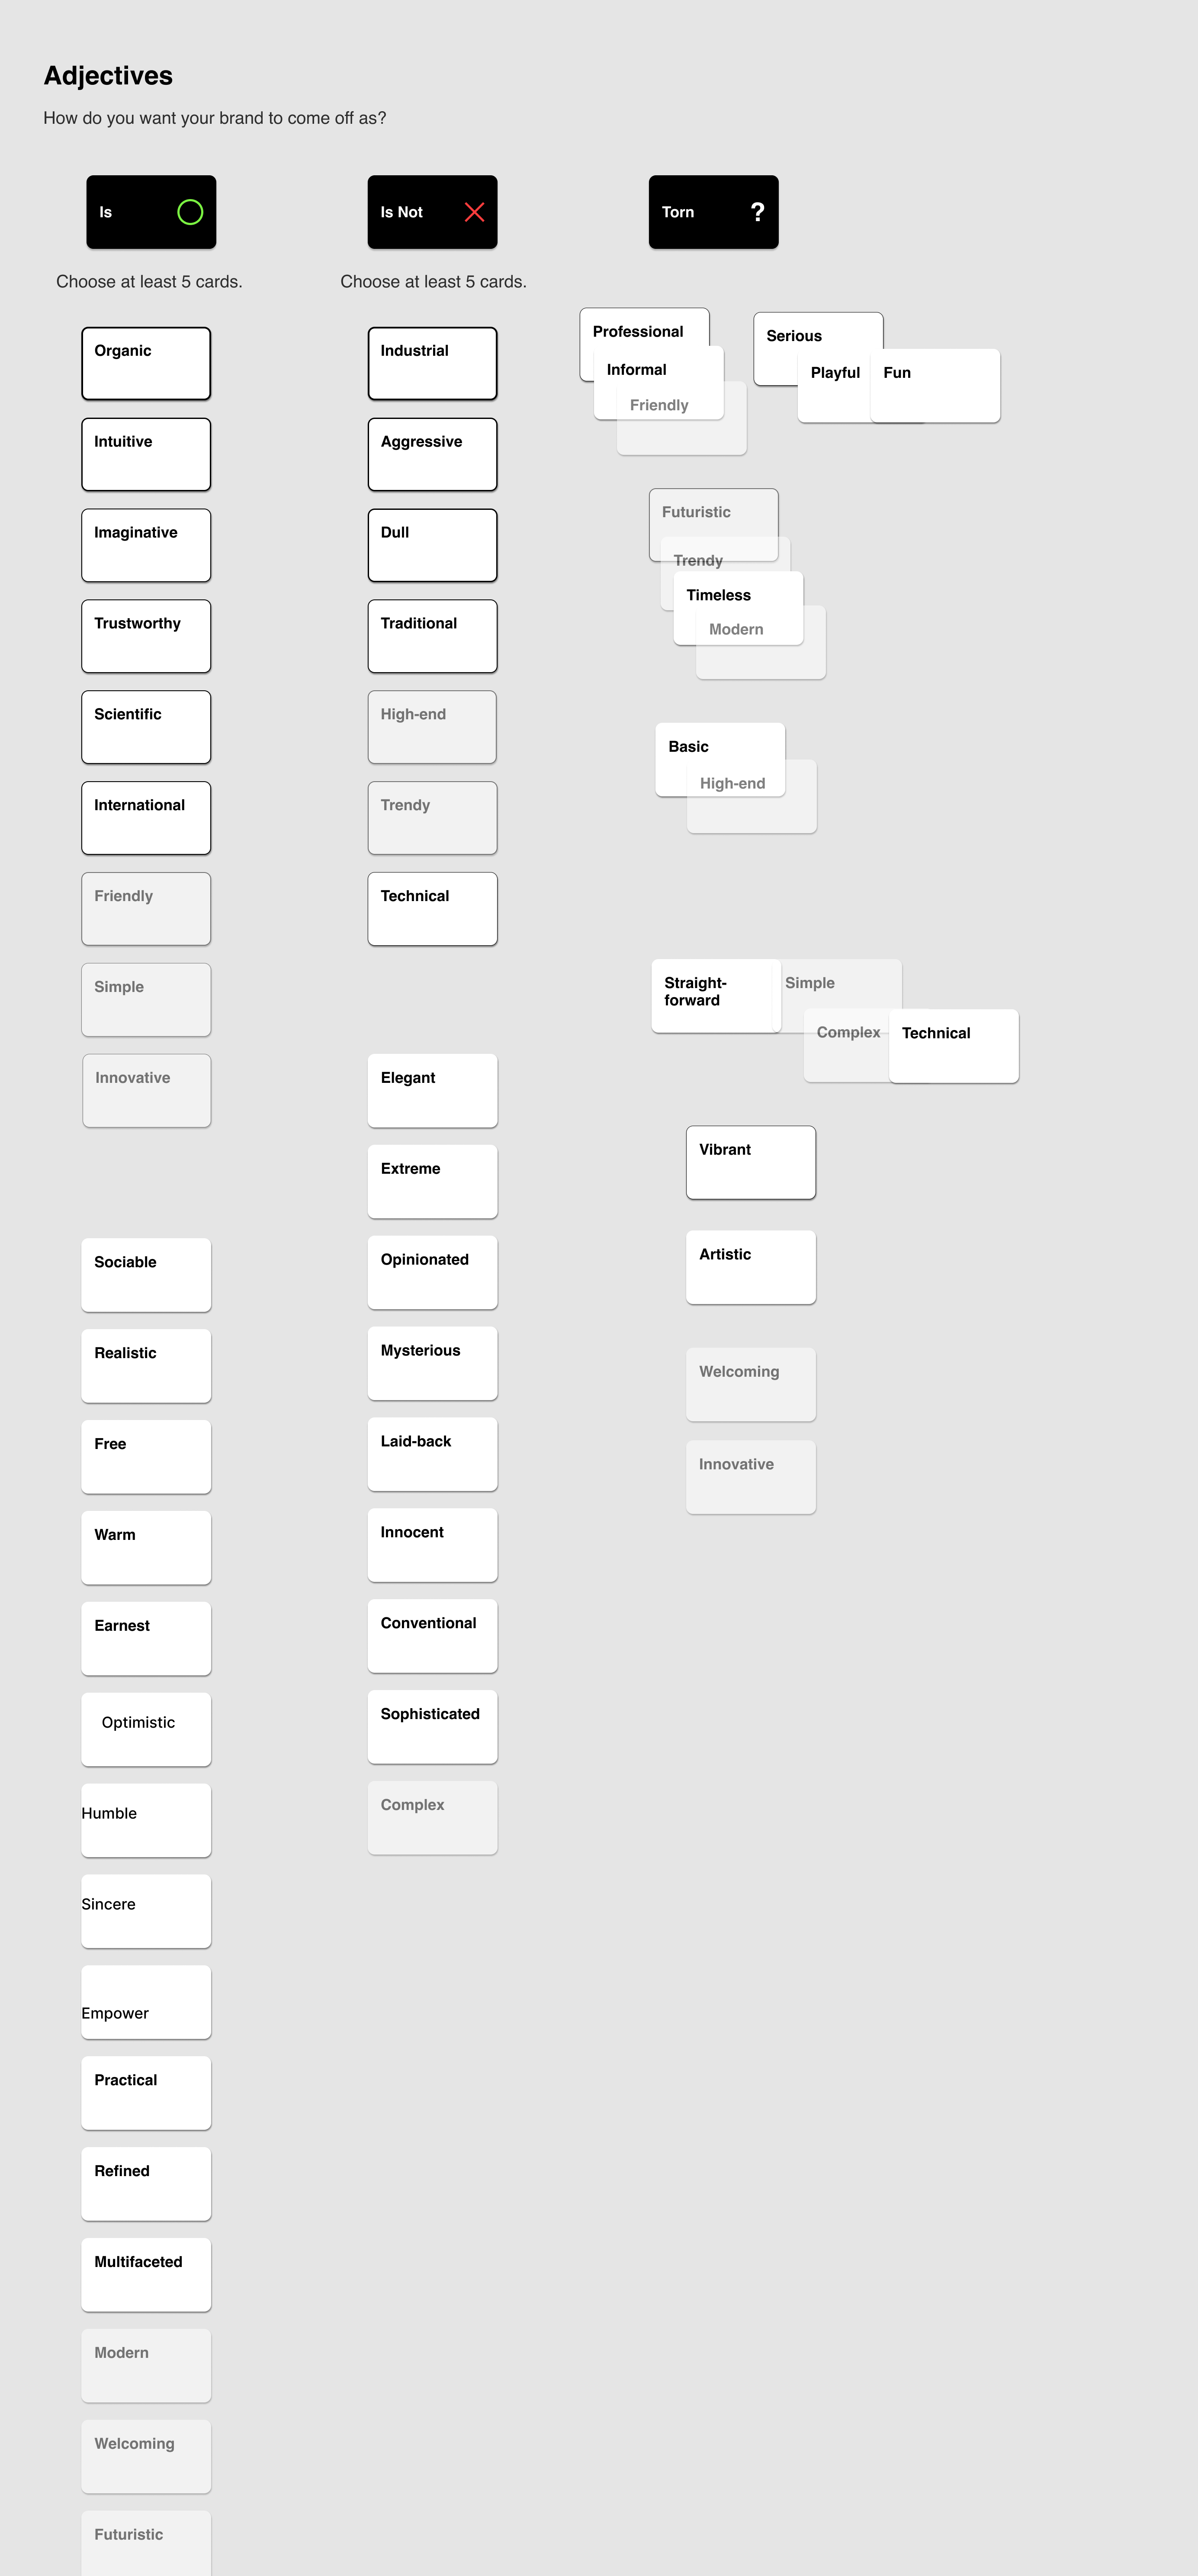 Adjectives
How do you want your brand to come off as?
Is
Is Not
Torn ?
Choose at least 5 cards.
Choose at least 5 cards.
Organic
Intuitive
Imaginative
Trustworthy
Scientific
International
Friendly
Simple
Innovative
Sociable
Realistic
Free
Warm
Earnest
Optimistic
Humble
Sincere
Empower
Practical
Refined
Multifaceted
Modern
Welcoming
Futuristic
Industrial
Aggressive
Dull
Traditional
High-end
Trendy
Technical
Elegant
Extreme
Opinionated
Mysterious
Laid-back
Innocent
Conventional
Sophisticated
Complex
Professional
Informal
Friendly
Serious
Playful
Fun
Futuristic
Trendy
Timeless
Modern
Basic
High-end
Straight-
forward
Simple
Complex
Technical
Vibrant
Artistic
Welcoming
Innovative